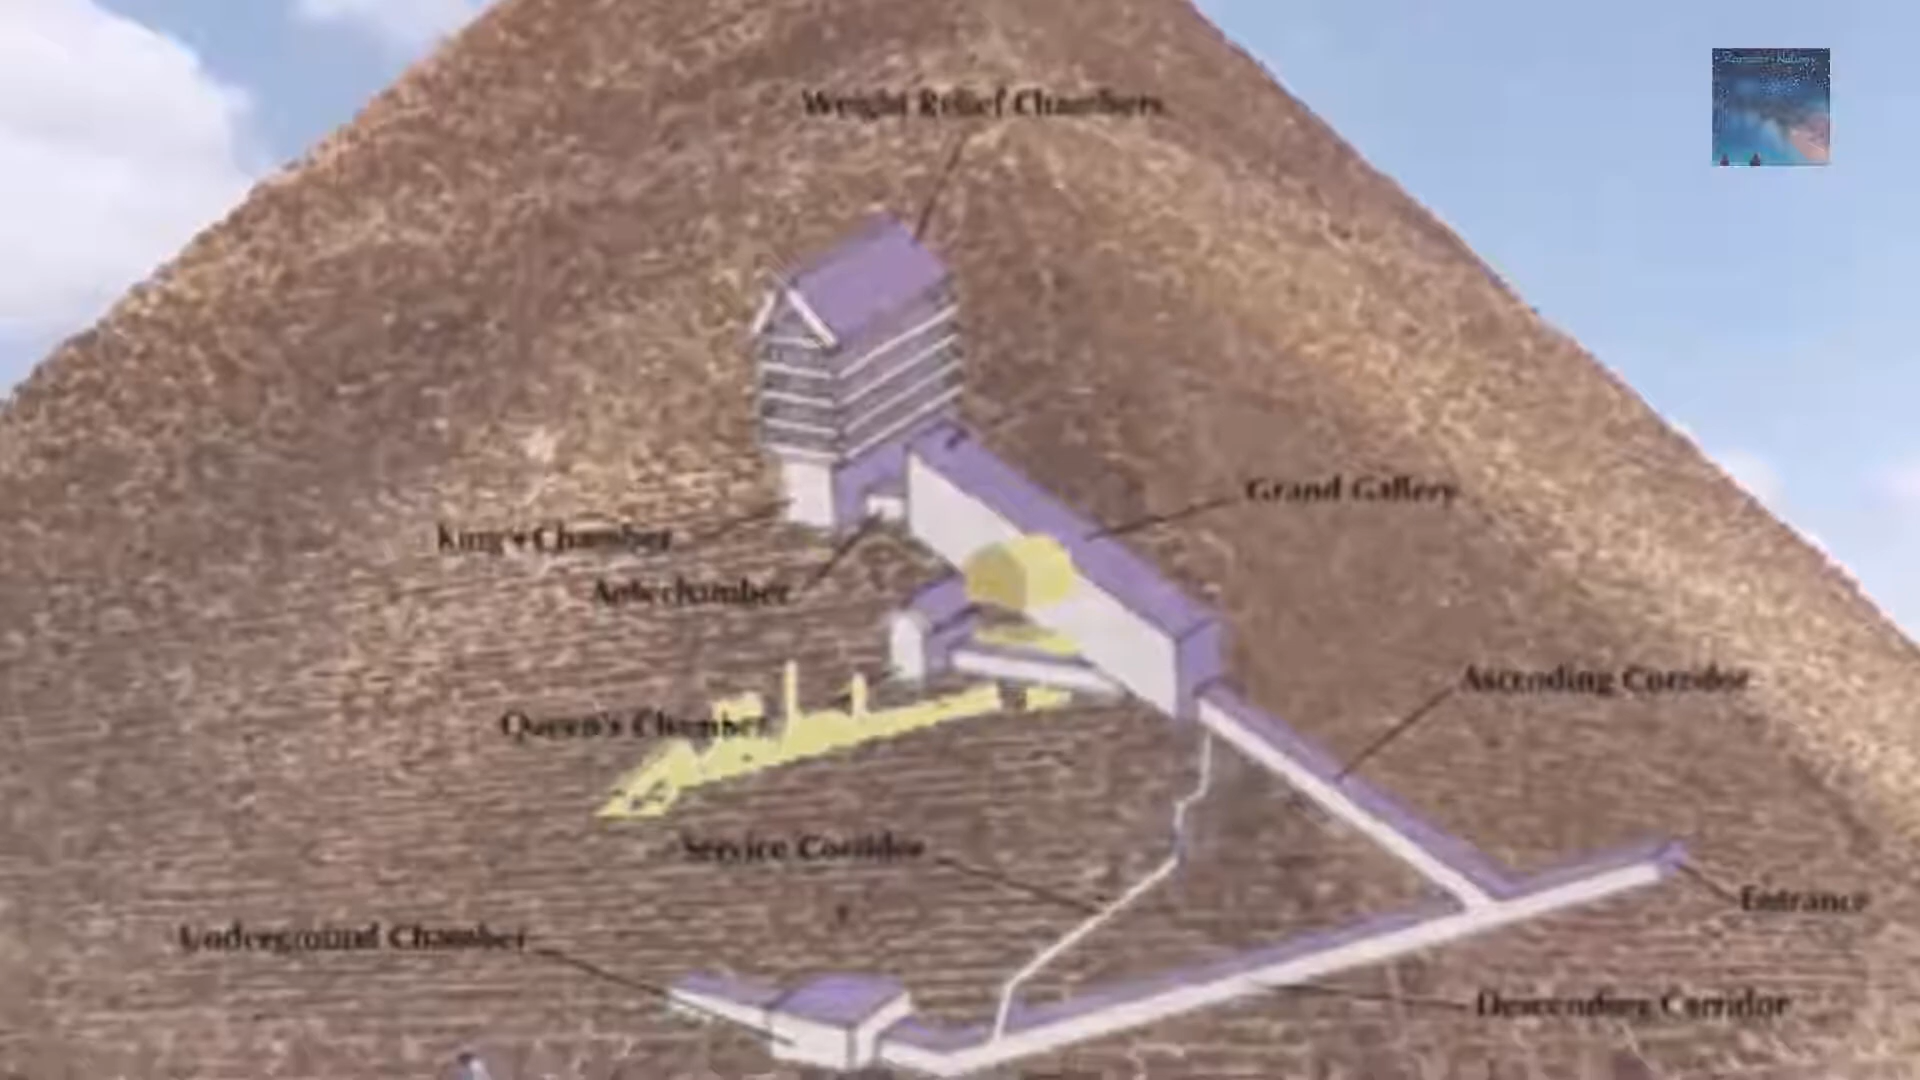 Weight Relief Chambers
Grand Gallery
King's Chamber
Antechamber
Ascending Corridor
Queen's Chamber
Service Corridor
Entrance
Underground Chamber
Descending Corridor